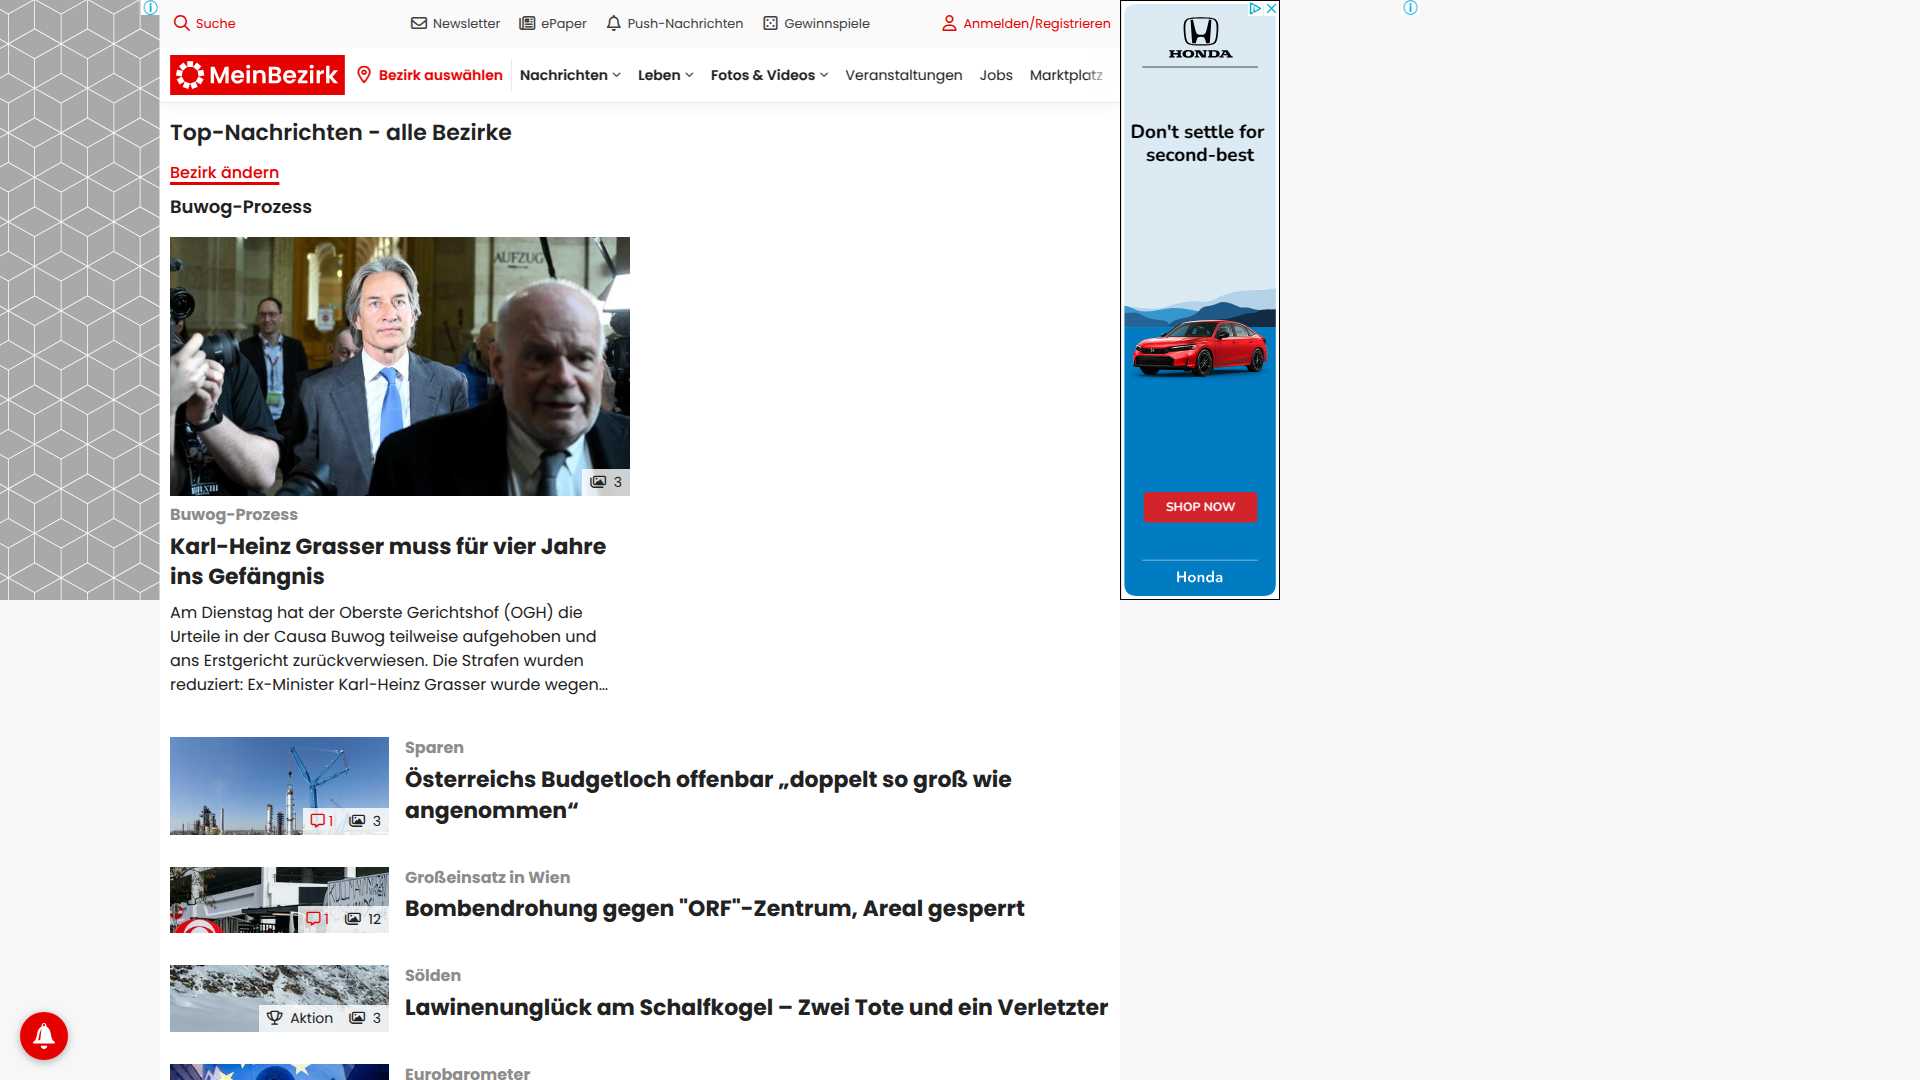 Suche
Newsletter
ePaper
Push-Nachrichten
Gewinnspiele
Anmelden/Registrieren
MeinBezirk
Bezirk auswählen
Nachrichten
Leben
Fotos & Videos
Veranstaltungen
Jobs
Marktplatz
Top-Nachrichten - alle Bezirke
Bezirk ändern
Buwog-Prozess
AUFZUG
3
Buwog-Prozess
Karl-Heinz Grasser muss für vier Jahre
ins Gefängnis
Am Dienstag hat der Oberste Gerichtshof (OGH) die
Urteile in der Causa Buwog teilweise aufgehoben und
ans Erstgericht zurückverwiesen. Die Strafen wurden
reduziert: Ex-Minister Karl-Heinz Grasser wurde wegen...
1
3
Sparen
Österreichs Budgetloch offenbar „doppelt so groß wie
angenommen“
1
12
Großeinsatz in Wien
Bombendrohung gegen "ORF"-Zentrum, Areal gesperrt
Aktion
3
Sölden
Lawinenunglück am Schalfkogel – Zwei Tote und ein Verletzter
Eurobarometer
HONDA
Don't settle for
second-best
SHOP NOW
Honda